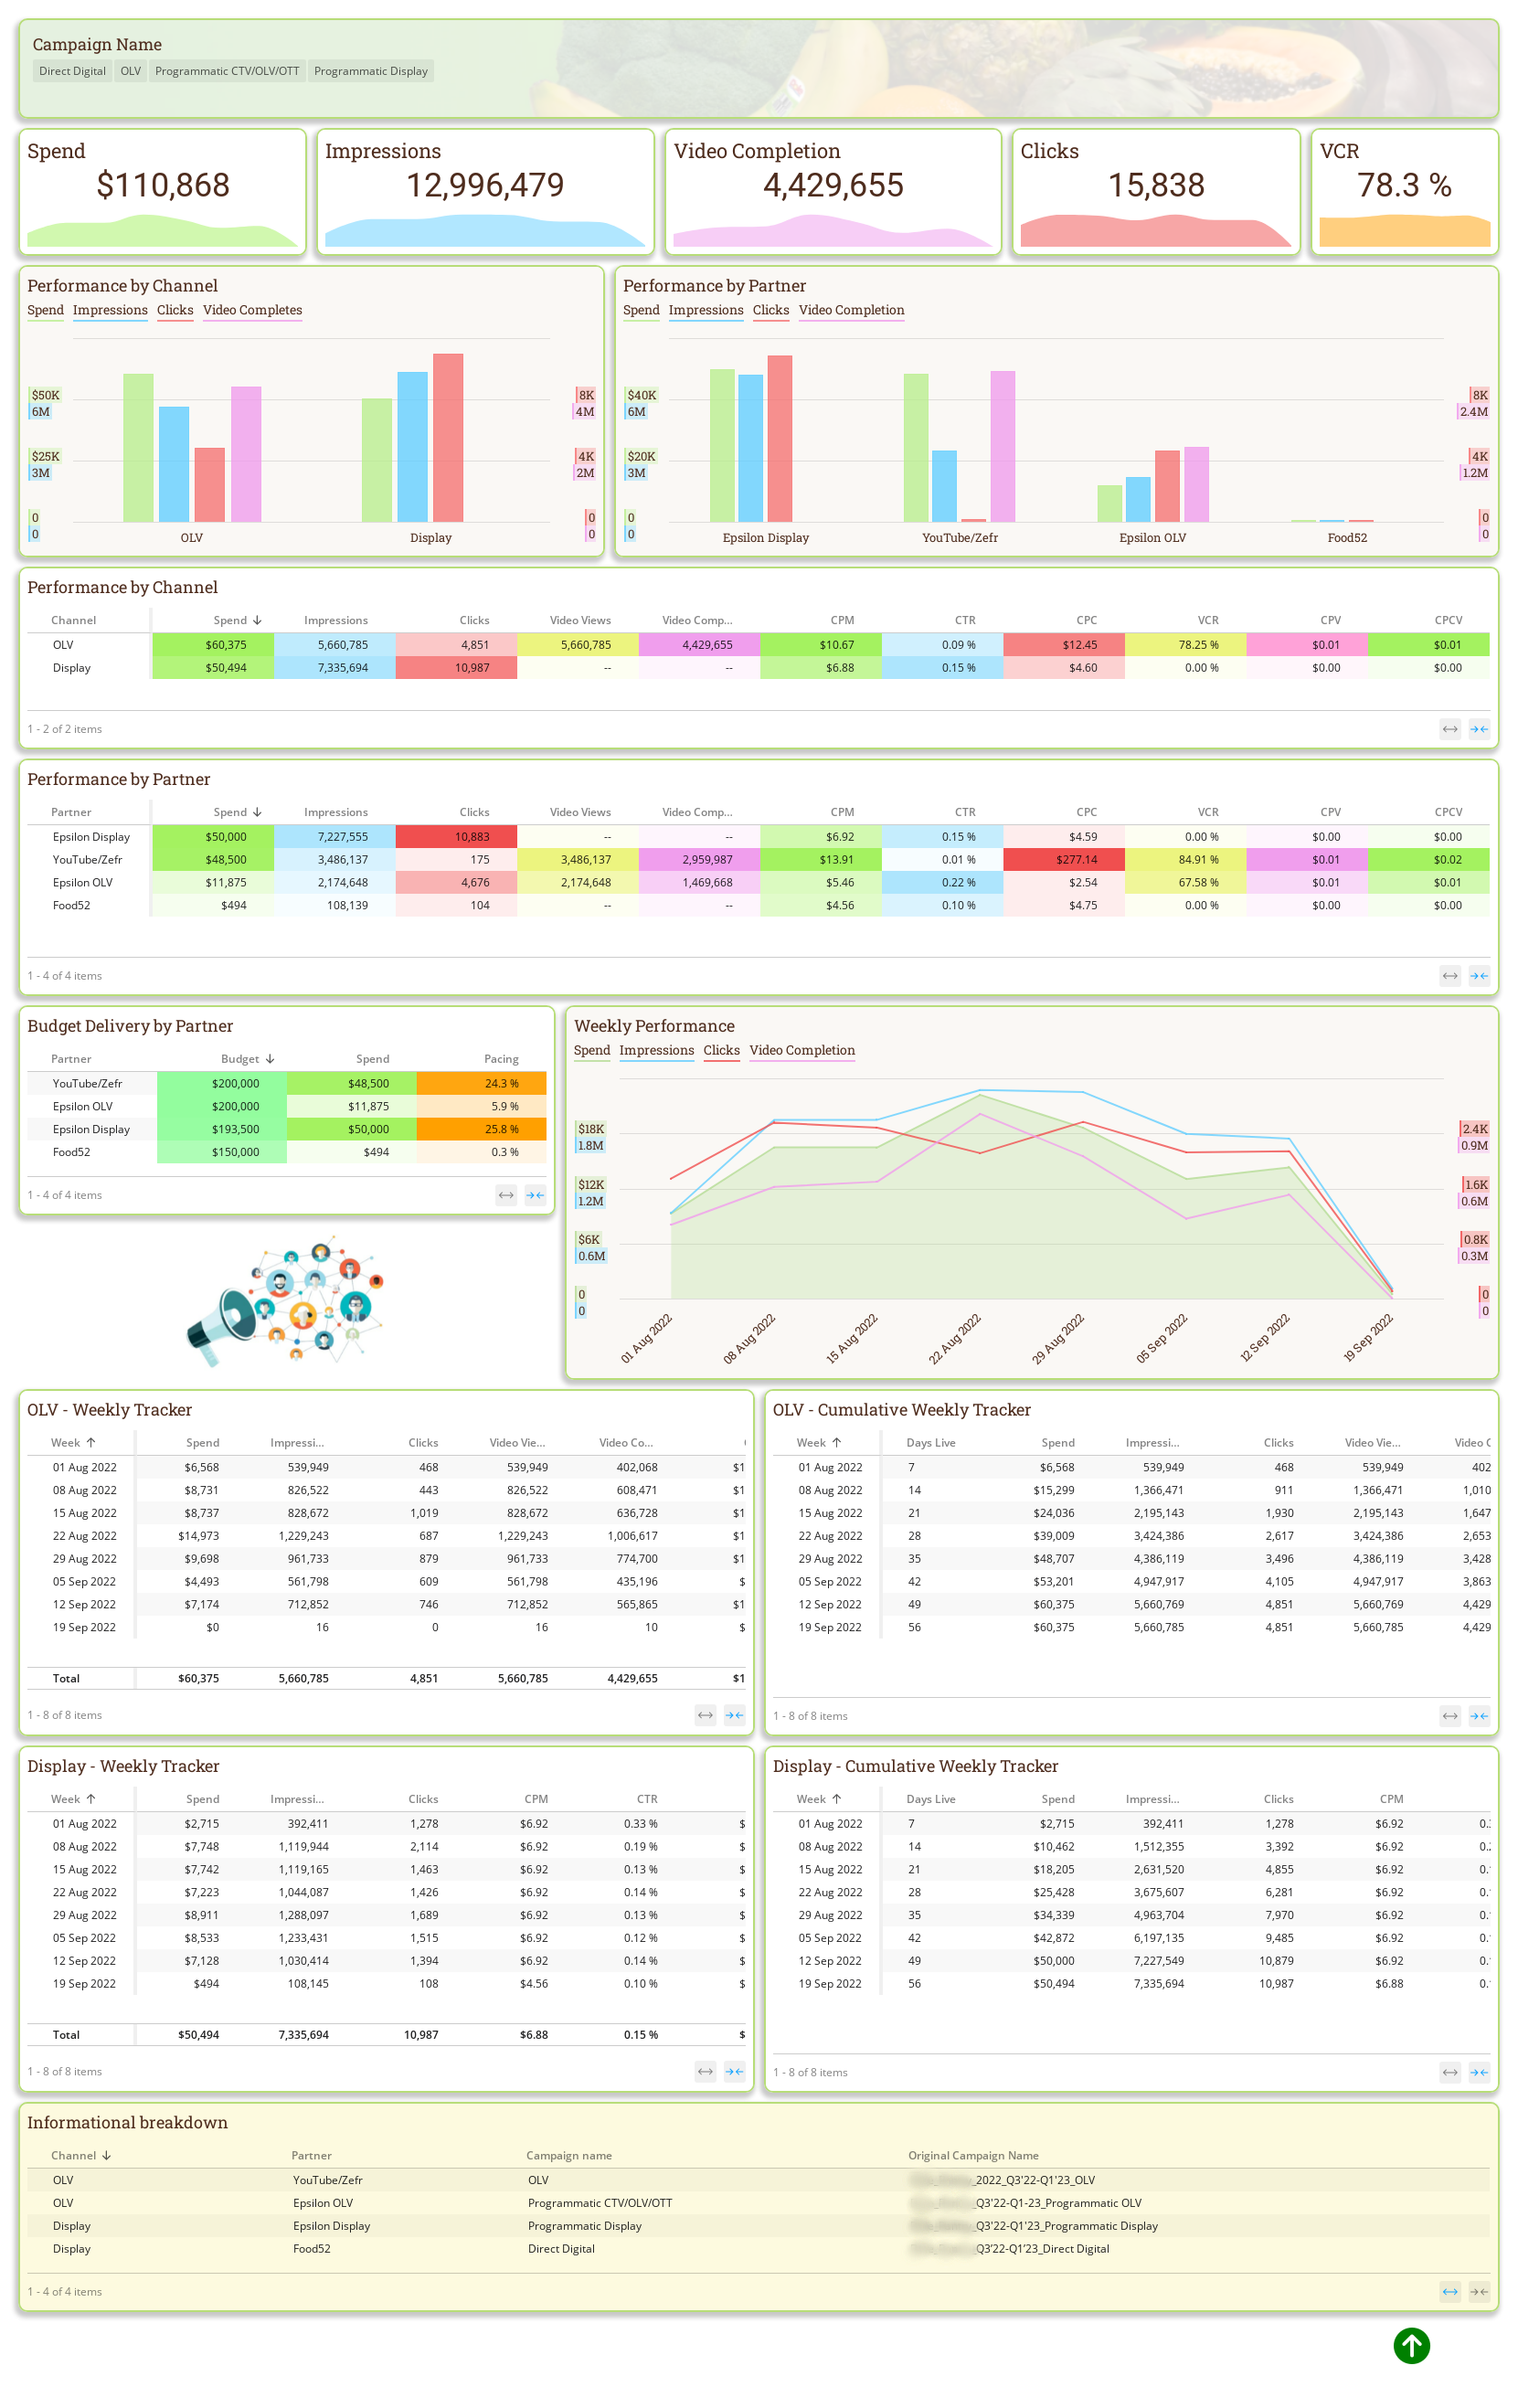 Campaign Name
Direct Digital OLV Programmatic CTV/OLV/OTT Programmatic Display
Spend Impressions Video Completion Clicks VCR
$110,868 12,996,479 4,429,655 15,838 78.3 %
Performance by Channel
Spend Impressions Clicks Video Completes
$50K 8K
6M 4M
$25K 4K
3M 2M
0 0
0 0
OLV Display
Performance by Partner
Spend Impressions Clicks Video Completion
$40K 8K
6M 2.4M
$20K 4K
3M 1.2M
0 0
0 0
Epsilon Display YouTube/Zefr Epsilon OLV Food52
Performance by Channel
Channel Spend ↓ Impressions Clicks Video Views Video Comp... CPM CTR CPC VCR CPV CPCV
OLV $60,375 5,660,785 4,851 5,660,785 4,429,655 $10.67 0.09 % $12.45 78.25 % $0.01 $0.01
Display $50,494 7,335,694 10,987 -- -- $6.88 0.15 % $4.60 0.00 % $0.00 $0.00
1 - 2 of 2 items
Performance by Partner
Partner Spend ↓ Impressions Clicks Video Views Video Comp... CPM CTR CPC VCR CPV CPCV
Epsilon Display $50,000 7,227,555 10,883 -- -- $6.92 0.15 % $4.59 0.00 % $0.00 $0.00
YouTube/Zefr $48,500 3,486,137 175 3,486,137 2,959,987 $13.91 0.01 % $277.14 84.91 % $0.01 $0.02
Epsilon OLV $11,875 2,174,648 4,676 2,174,648 1,469,668 $5.46 0.22 % $2.54 67.58 % $0.01 $0.01
Food52 $494 108,139 104 -- -- $4.56 0.10 % $4.75 0.00 % $0.00 $0.00
1 - 4 of 4 items
Budget Delivery by Partner
Partner Budget ↓ Spend Pacing
YouTube/Zefr $200,000 $48,500 24.3 %
Epsilon OLV $200,000 $11,875 5.9 %
Epsilon Display $193,500 $50,000 25.8 %
Food52 $150,000 $494 0.3 %
1 - 4 of 4 items
Weekly Performance
Spend Impressions Clicks Video Completion
$18K 2.4K
1.8M 0.9M
$12K 1.6K
1.2M 0.6M
$6K 0.8K
0.6M 0.3M
0 0
0 0
01 Aug 2022 08 Aug 2022 15 Aug 2022 22 Aug 2022 29 Aug 2022 05 Sep 2022 12 Sep 2022 19 Sep 2022
OLV - Weekly Tracker
Week ↑ Spend Impressi... Clicks Video Vie... Video Co...
01 Aug 2022 $6,568 539,949 468 539,949 402,068 $1
08 Aug 2022 $8,731 826,522 443 826,522 608,471 $1
15 Aug 2022 $8,737 828,672 1,019 828,672 636,728 $1
22 Aug 2022 $14,973 1,229,243 687 1,229,243 1,006,617 $1
29 Aug 2022 $9,698 961,733 879 961,733 774,700 $1
05 Sep 2022 $4,493 561,798 609 561,798 435,196 $
12 Sep 2022 $7,174 712,852 746 712,852 565,865 $1
19 Sep 2022 $0 16 0 16 10 $
Total $60,375 5,660,785 4,851 5,660,785 4,429,655 $1
1 - 8 of 8 items
OLV - Cumulative Weekly Tracker
Week ↑ Days Live Spend Impressi... Clicks Video Vie... Video C
01 Aug 2022 7 $6,568 539,949 468 539,949 402
08 Aug 2022 14 $15,299 1,366,471 911 1,366,471 1,010
15 Aug 2022 21 $24,036 2,195,143 1,930 2,195,143 1,647
22 Aug 2022 28 $39,009 3,424,386 2,617 3,424,386 2,653
29 Aug 2022 35 $48,707 4,386,119 3,496 4,386,119 3,428
05 Sep 2022 42 $53,201 4,947,917 4,105 4,947,917 3,863
12 Sep 2022 49 $60,375 5,660,769 4,851 5,660,769 4,429
19 Sep 2022 56 $60,375 5,660,785 4,851 5,660,785 4,429
1 - 8 of 8 items
Display - Weekly Tracker
Week ↑ Spend Impressi... Clicks CPM CTR
01 Aug 2022 $2,715 392,411 1,278 $6.92 0.33 % $
08 Aug 2022 $7,748 1,119,944 2,114 $6.92 0.19 % $
15 Aug 2022 $7,742 1,119,165 1,463 $6.92 0.13 % $
22 Aug 2022 $7,223 1,044,087 1,426 $6.92 0.14 % $
29 Aug 2022 $8,911 1,288,097 1,689 $6.92 0.13 % $
05 Sep 2022 $8,533 1,233,431 1,515 $6.92 0.12 % $
12 Sep 2022 $7,128 1,030,414 1,394 $6.92 0.14 % $
19 Sep 2022 $494 108,145 108 $4.56 0.10 % $
Total $50,494 7,335,694 10,987 $6.88 0.15 % $
1 - 8 of 8 items
Display - Cumulative Weekly Tracker
Week ↑ Days Live Spend Impressi... Clicks CPM
01 Aug 2022 7 $2,715 392,411 1,278 $6.92 0.
08 Aug 2022 14 $10,462 1,512,355 3,392 $6.92 0.
15 Aug 2022 21 $18,205 2,631,520 4,855 $6.92 0.
22 Aug 2022 28 $25,428 3,675,607 6,281 $6.92 0.
29 Aug 2022 35 $34,339 4,963,704 7,970 $6.92 0.
05 Sep 2022 42 $42,872 6,197,135 9,485 $6.92 0.
12 Sep 2022 49 $50,000 7,227,549 10,879 $6.92 0.
19 Sep 2022 56 $50,494 7,335,694 10,987 $6.88 0.
1 - 8 of 8 items
Informational breakdown
Channel ↓ Partner Campaign name Original Campaign Name
OLV YouTube/Zefr OLV _2022_Q3'22-Q1'23_OLV
OLV Epsilon OLV Programmatic CTV/OLV/OTT _Q3'22-Q1-23_Programmatic OLV
Display Epsilon Display Programmatic Display _Q3'22-Q1'23_Programmatic Display
Display Food52 Direct Digital _Q3'22-Q1'23_Direct Digital
1 - 4 of 4 items